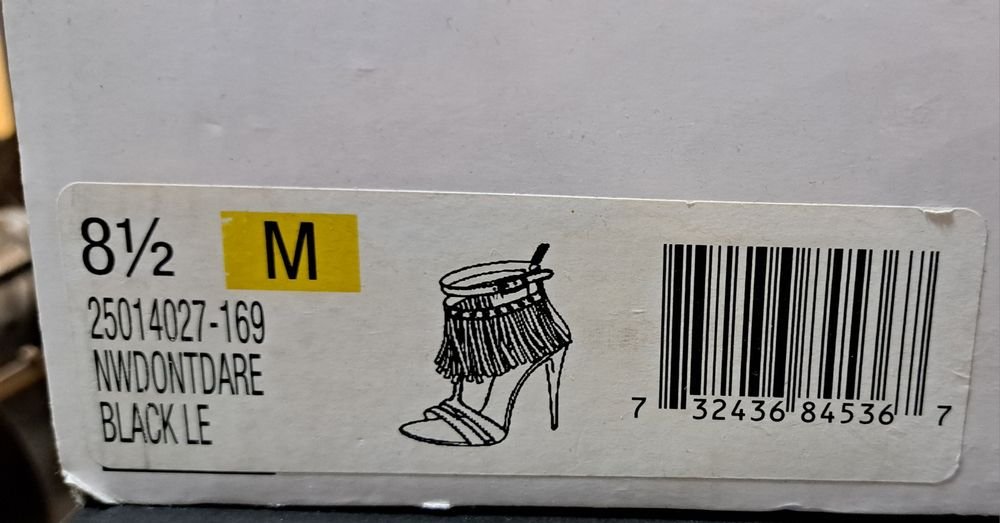 8½ M
25014027-169
NWDONTDARE
BLACK LE
7 32436 84536 7